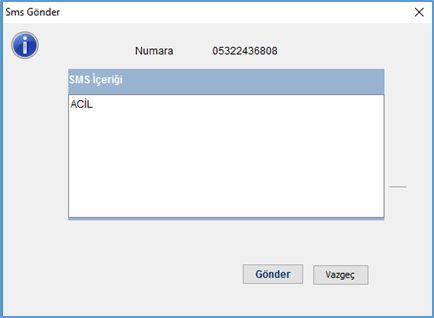 Sms Gönder
Numara 05322436808
SMS İçeriği
ACİL
Gönder Vazgeç